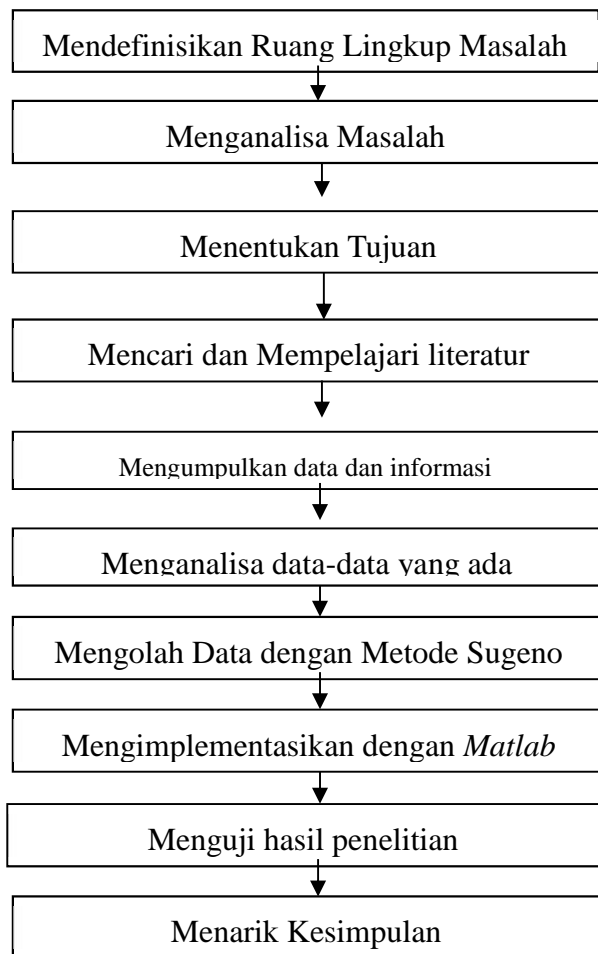 Mendefinisikan Ruang Lingkup Masalah
Menganalisa Masalah
Menentukan Tujuan
Mencari dan Mempelajari literatur
Mengumpulkan data dan informasi
Menganalisa data-data yang ada
Mengolah Data dengan Metode Sugeno
Mengimplementasikan dengan Matlab
Menguji hasil penelitian
Menarik Kesimpulan